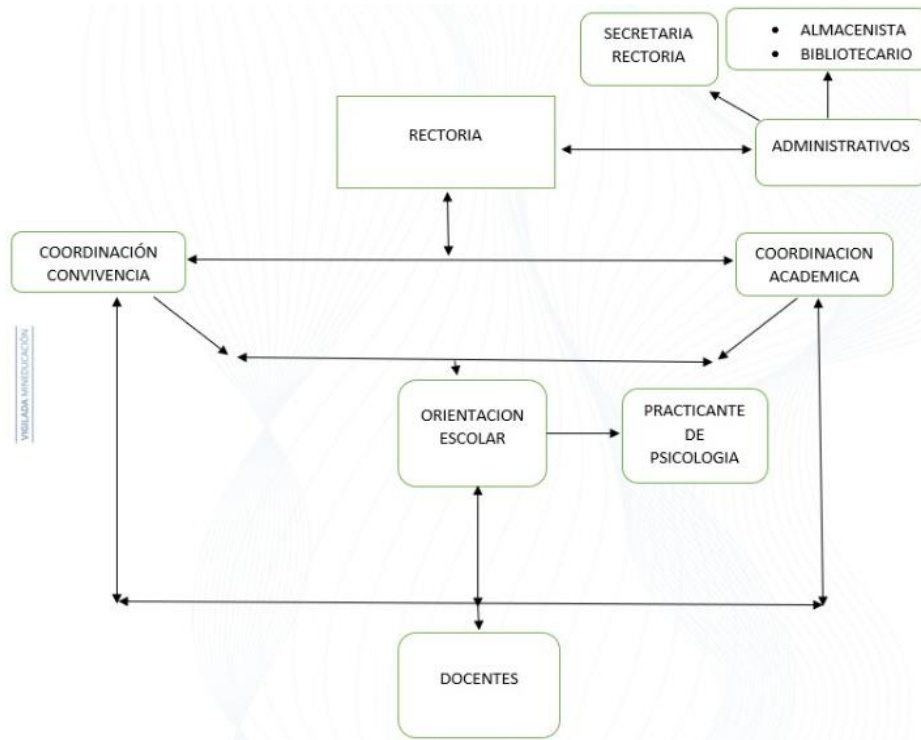 SECRETARIA
RECTORIA
• ALMACENISTA
• BIBLIOTECARIO
RECTORIA
ADMINISTRATIVOS
COORDINACIÓN
CONVIVENCIA
COORDINACION
ACADEMICA
VIGILADA MINEDUCACIÓN
ORIENTACION
ESCOLAR
PRACTICANTE
DE
PSICOLOGIA
DOCENTES